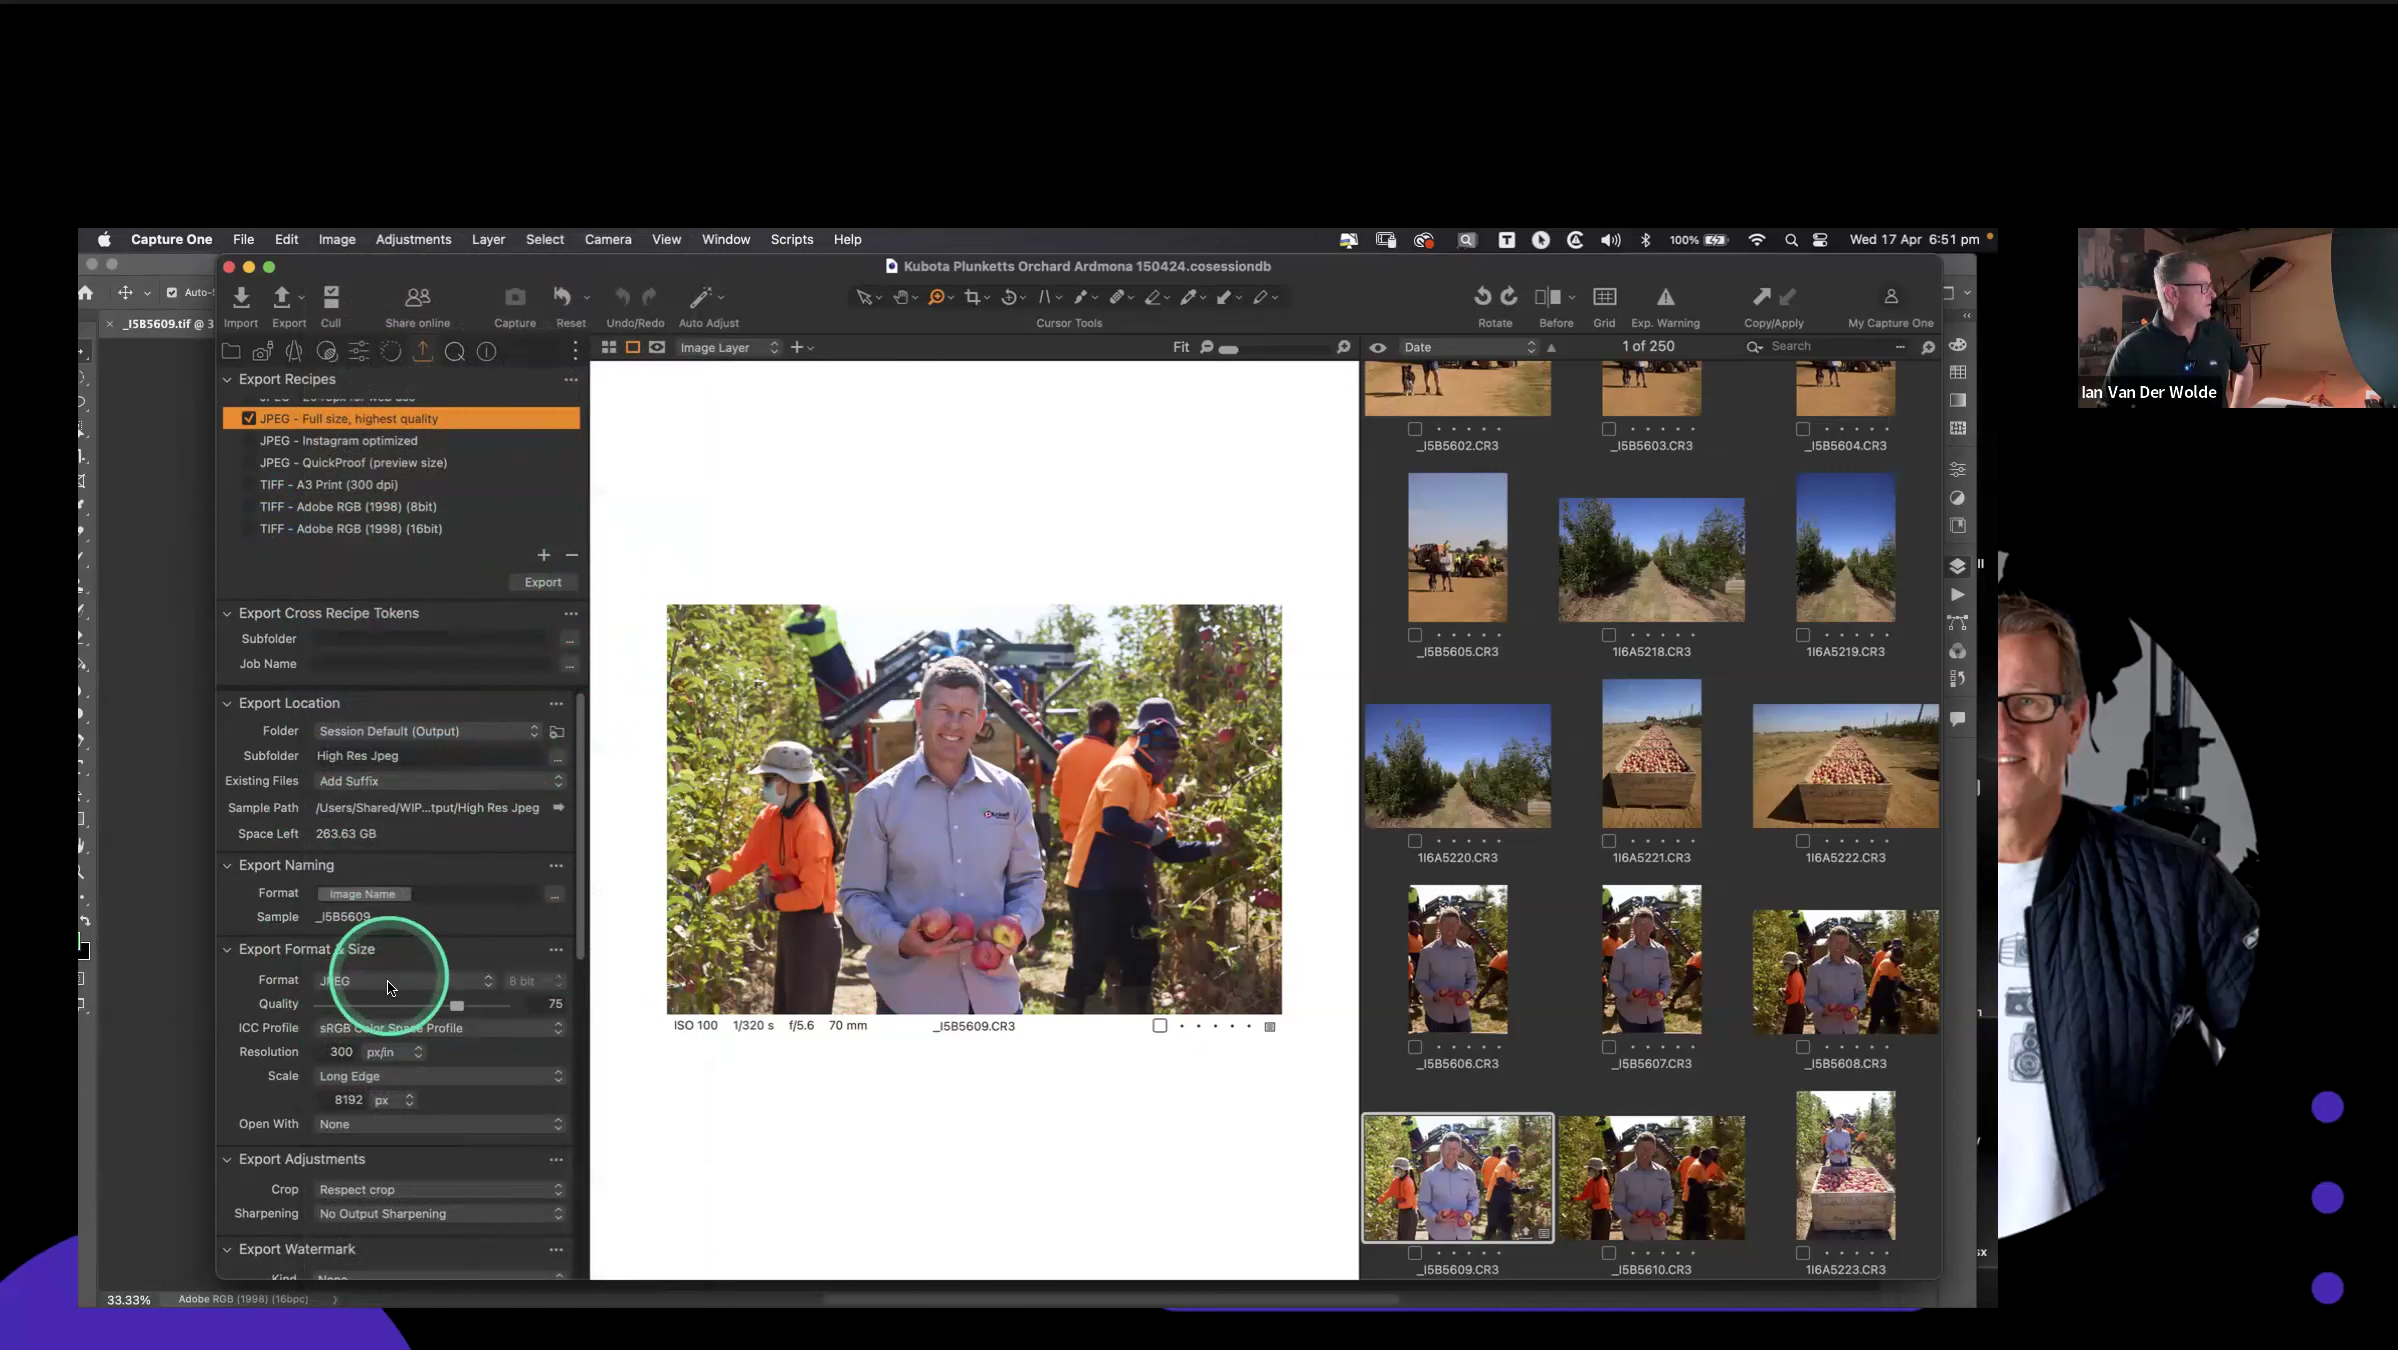 Capture One File Edit Image Adjustments Layer Select Camera View Window Scripts Help
100% Wed 17 Apr 6:51 pm
Kubota Plunketts Orchard Ardmona 150424.cosessiondb
Auto-
_I5B5609.tif @ 3
Import Export Cull Share online Capture Reset Undo/Redo Auto Adjust Cursor Tools Rotate Before Grid Exp. Warning Copy/Apply My Capture One
Image Layer
Fit
Date
1 of 250
Search
Export Recipes
JPEG - Full size, highest quality
JPEG - Instagram optimized
JPEG - QuickProof (preview size)
TIFF - A3 Print (300 dpi)
TIFF - Adobe RGB (1998) (8bit)
TIFF - Adobe RGB (1998) (16bit)
Export
Export Cross Recipe Tokens
Subfolder
Job Name
Export Location
Folder Session Default (Output)
Subfolder High Res Jpeg
Existing Files Add Suffix
Sample Path /Users/Shared/WIP...tput/High Res Jpeg
Space Left 263.63 GB
Export Naming
Format Image Name
Sample _I5B5609
Export Format & Size
Format JPEG 8 bit
Quality 75
ICC Profile sRGB Color Space Profile
Resolution 300 px/in
Scale Long Edge
8192 px
Open With None
Export Adjustments
Crop Respect crop
Sharpening No Output Sharpening
Export Watermark
Kind None
33.33% Adobe RGB (1998) (16bpc)
ISO 100 1/320 s f/5.6 70 mm _I5B5609.CR3
_I5B5602.CR3 _I5B5603.CR3 _I5B5604.CR3
_I5B5605.CR3 1I6A5218.CR3 1I6A5219.CR3
1I6A5220.CR3 1I6A5221.CR3 1I6A5222.CR3
_I5B5606.CR3 _I5B5607.CR3 _I5B5608.CR3
_I5B5609.CR3 _I5B5610.CR3 1I6A5223.CR3
Ian Van Der Wolde
sx